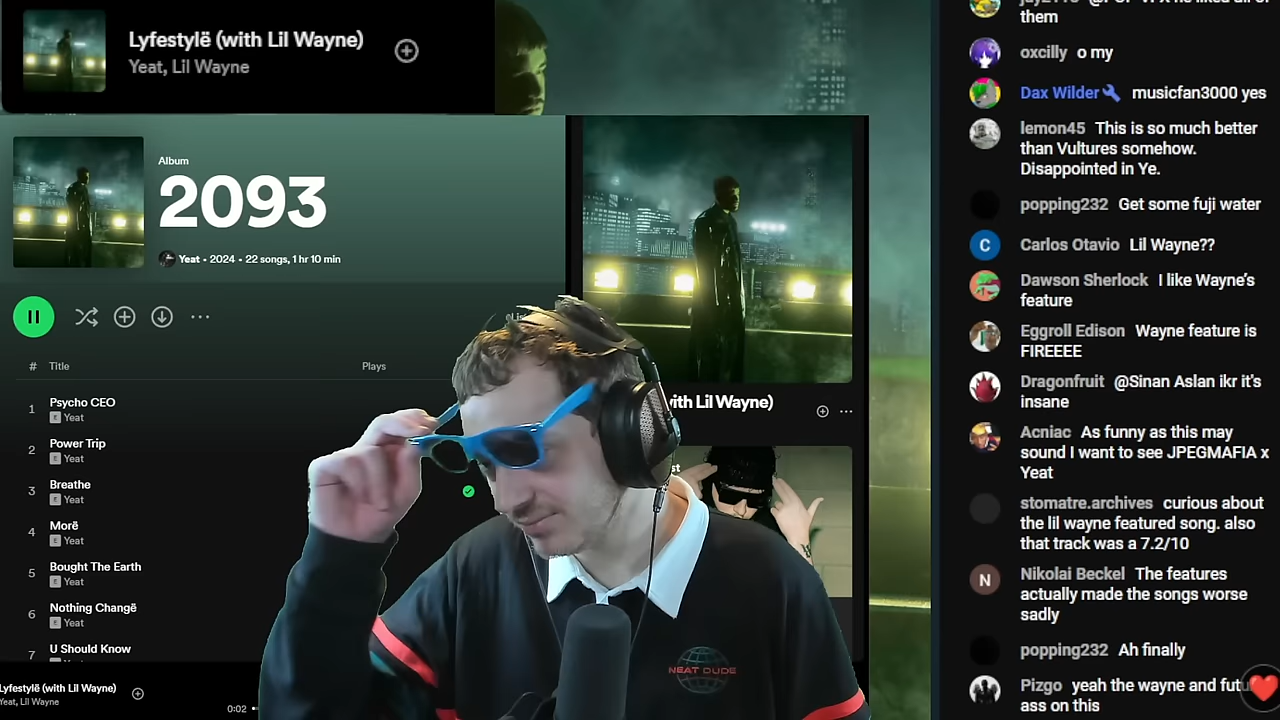 Lyfestylë (with Lil Wayne)
Yeat, Lil Wayne
Album
2093
Yeat • 2024 • 22 songs, 1 hr 10 min
# Title Plays
1 Psycho CEO
E Yeat
2 Power Trip
E Yeat
3 Breathe
E Yeat
4 Morë
E Yeat
5 Bought The Earth
E Yeat
6 Nothing Changë
E Yeat
7 U Should Know
Lyfestylë (with Lil Wayne)
Yeat, Lil Wayne
0:02
with Lil Wayne)
NEAT DUDE
them
oxcilly o my
Dax Wilder musicfan3000 yes
lemon45 This is so much better
than Vultures somehow.
Disappointed in Ye.
popping232 Get some fuji water
C Carlos Otavio Lil Wayne??
Dawson Sherlock I like Wayne's
feature
Eggroll Edison Wayne feature is
FIREEEE
Dragonfruit @Sinan Aslan ikr it's
insane
Acniac As funny as this may
sound I want to see JPEGMAFIA x
Yeat
stomatre.archives curious about
the lil wayne featured song. also
that track was a 7.2/10
N Nikolai Beckel The features
actually made the songs worse
sadly
popping232 Ah finally
Pizgo yeah the wayne and
ass on this